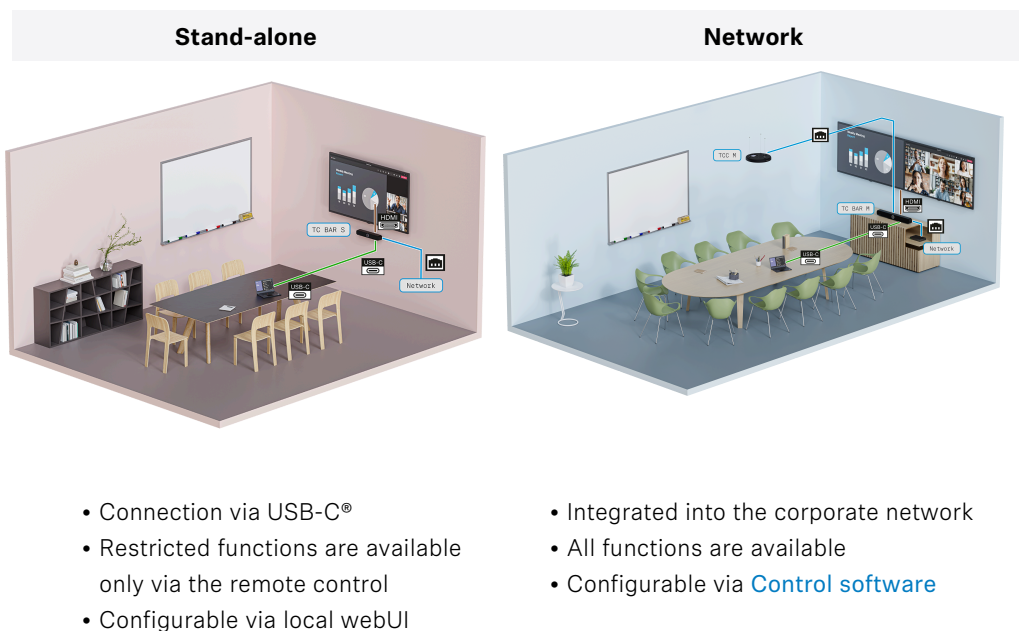 Stand-alone
Network
TC BAR S
HDMI
USB-C
USB-C
Network
TCC M
TC BAR M
HDMI
USB-C
USB-C
Network
• Connection via USB-C®
• Restricted functions are available
only via the remote control
• Configurable via local webUI
• Integrated into the corporate network
• All functions are available
• Configurable via Control software